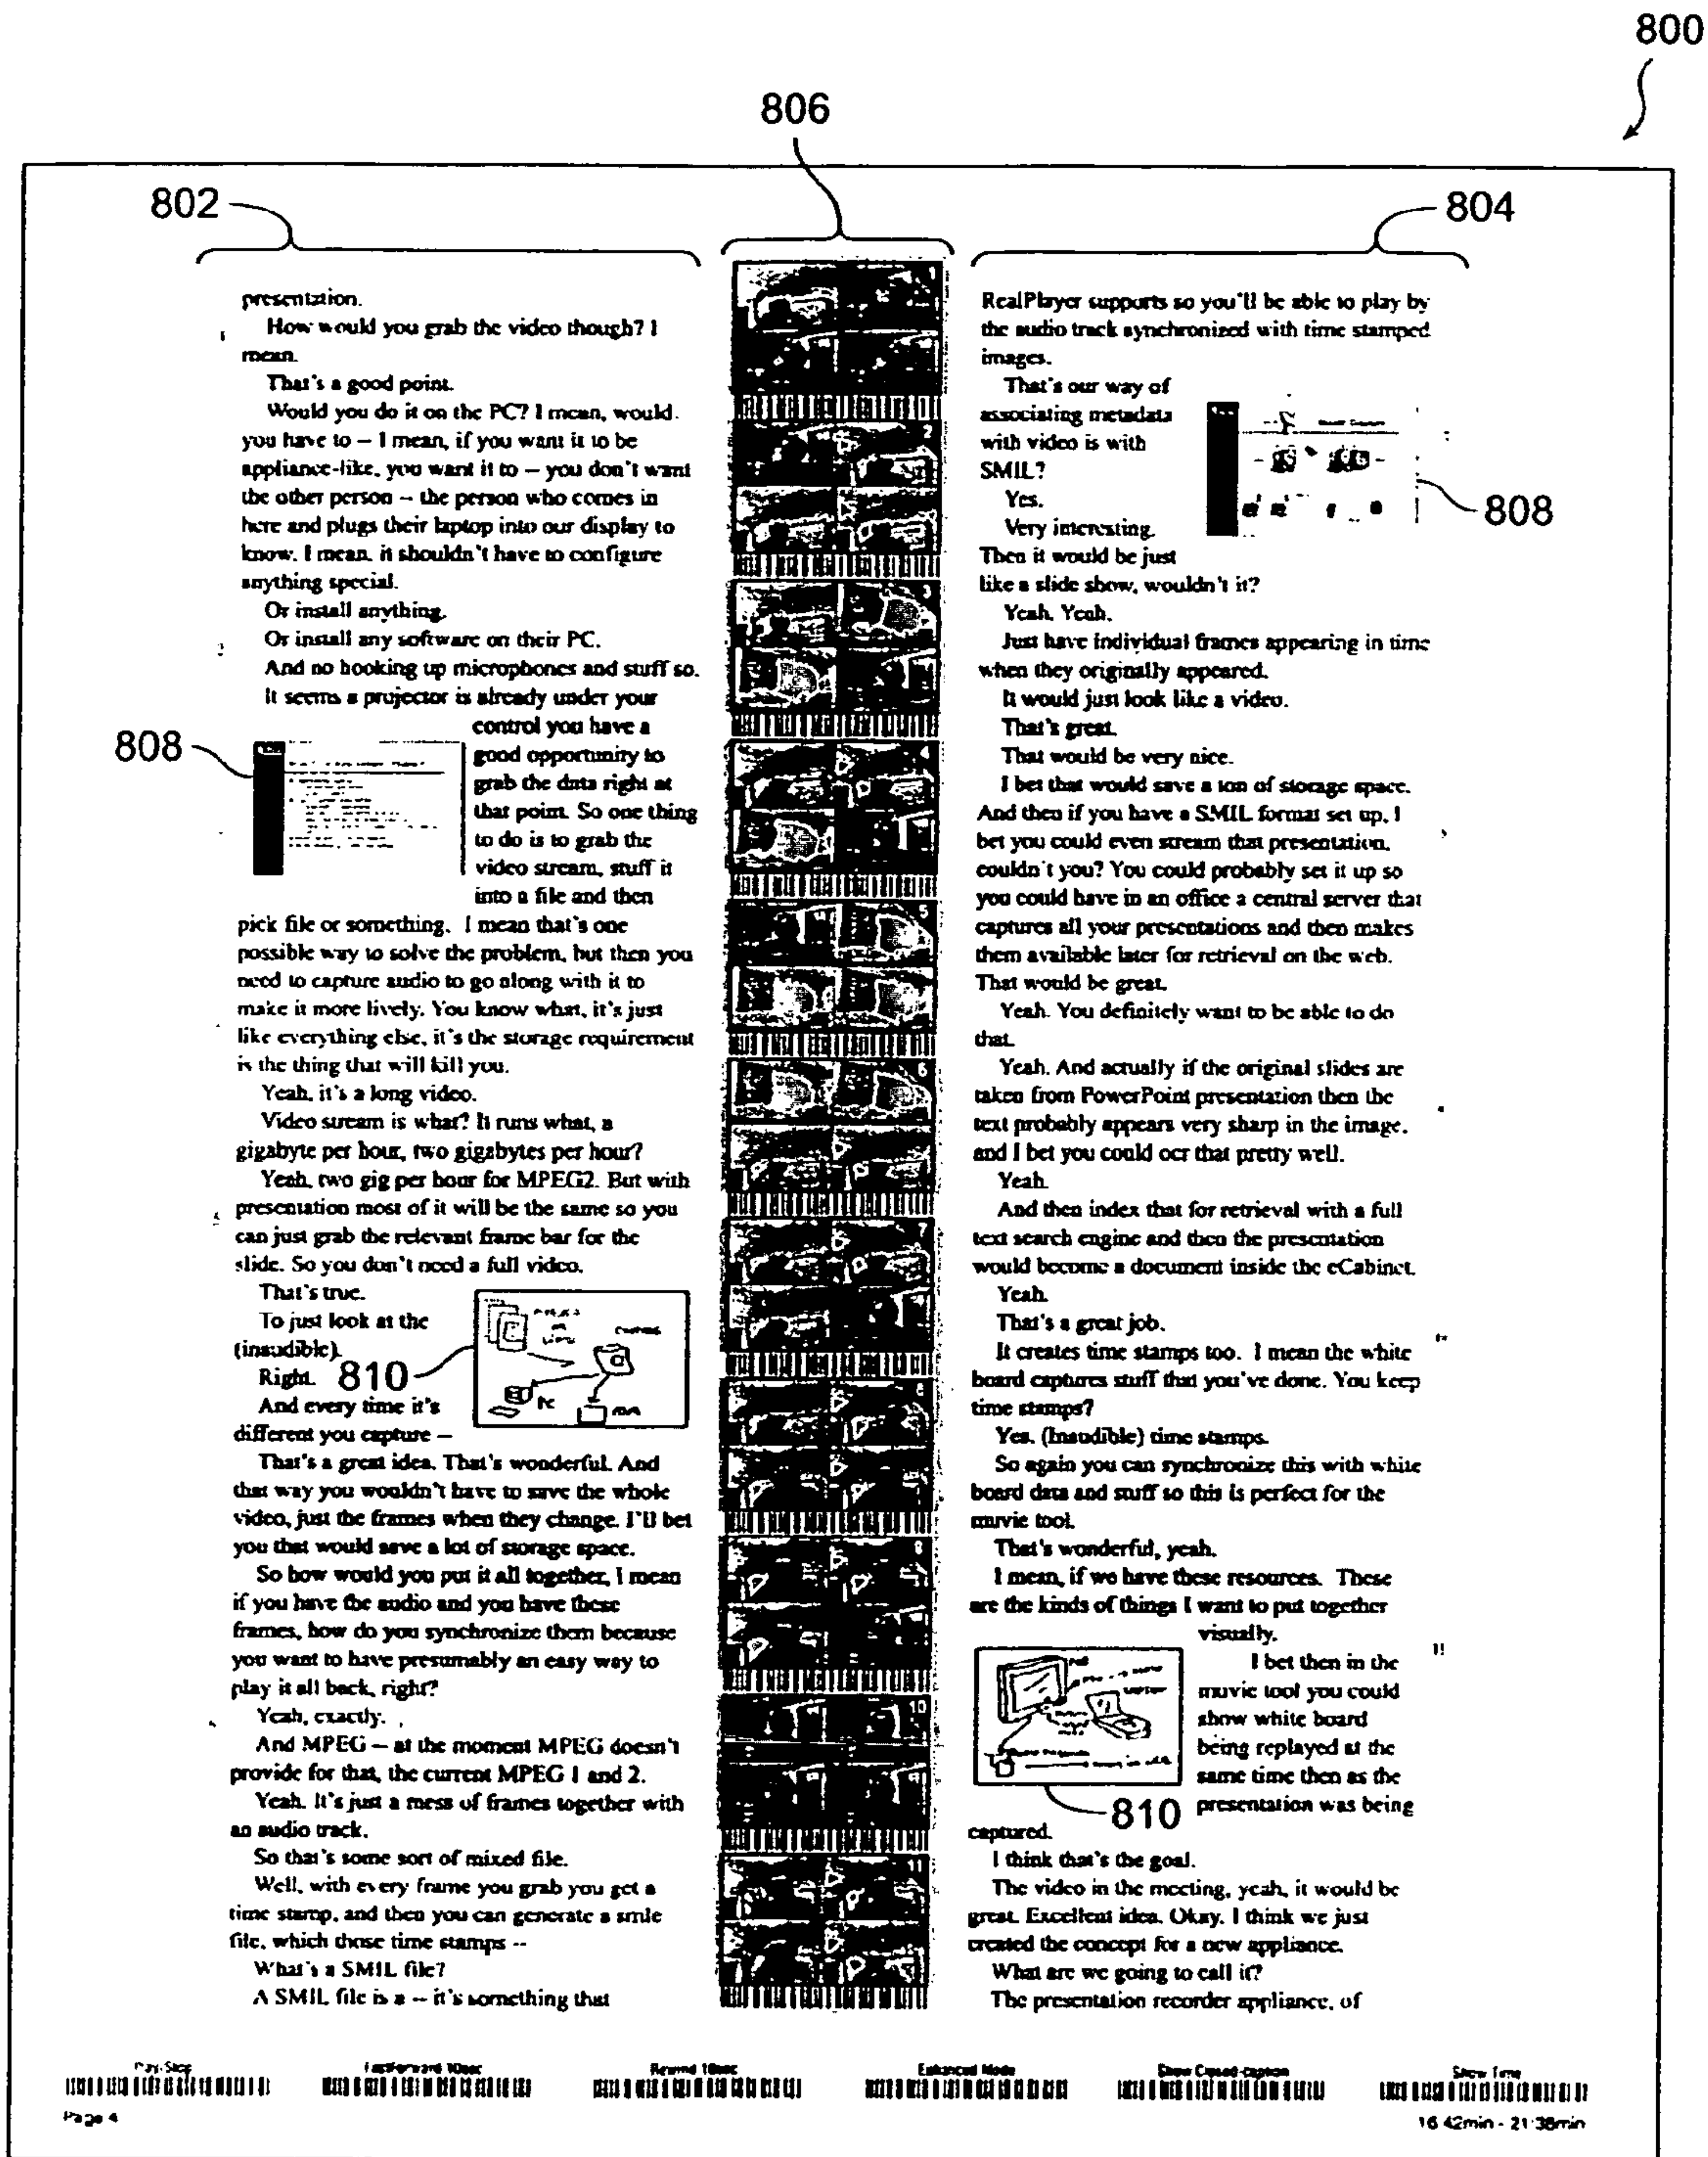 800
806
802
804
presentation.
How would you grab the video though? I
mean.
That's a good point.
Would you do it on the PC? I mean, would
you have to – I mean, if you want it to be
appliance-like, you want it to – you don't want
the other person – the person who comes in
here and plugs their laptop into our display to
know. I mean, it shouldn't have to configure
anything special.
Or install anything.
Or install any software on their PC.
And no hooking up microphones and stuff so.
It seems a projector is already under your
control you have a
808
good opportunity to
grab the data right at
that point. So one thing
to do is to grab the
video stream, stuff it
into a file and then
pick file or something. I mean that's one
possible way to solve the problem, but then you
need to capture audio to go along with it to
make it more lively. You know what, it's just
like everything else, it's the storage requirement
is the thing that will kill you.
Yeah, it's a long video.
Video stream is what? It runs what, a
gigabyte per hour, two gigabytes per hour?
Yeah, two gig per hour for MPEG2. But with
presentation most of it will be the same so you
can just grab the relevant frame bar for the
slide. So you don't need a full video.
That's true.
To just look at the
(inaudible).
Right.
810
PC
And every time it's
different you capture –
That's a great idea. That's wonderful. And
that way you wouldn't have to save the whole
video, just the frames when they change. I'll bet
you that would save a lot of storage space.
So how would you put it all together, I mean
if you have the audio and you have these
frames, how do you synchronize them because
you want to have presumably an easy way to
play it all back, right?
Yeah, exactly.
And MPEG – at the moment MPEG doesn't
provide for that, the current MPEG 1 and 2.
Yeah. It's just a mess of frames together with
an audio track.
So that's some sort of mixed file.
Well, with every frame you grab you get a
time stamp, and then you can generate a smile
file, which those time stamps --
What's a SMIL file?
A SMIL file is a -- it's something that
2
3
4
5
6
7
10
11
RealPlayer supports so you'll be able to play by
the audio track synchronized with time stamped
images.
That's our way of
associating metadata
with video is with
SMIL?
808
Yes.
Very interesting.
Then it would be just
like a slide show, wouldn't it?
Yeah. Yeah.
Just have individual frames appearing in time
when they originally appeared.
It would just look like a video.
That's great.
That would be very nice.
I bet that would save a ton of storage space.
And then if you have a SMIL format set up, I
bet you could even stream that presentation,
couldn't you? You could probably set it up so
you could have in an office a central server that
captures all your presentations and then makes
them available later for retrieval on the web.
That would be great.
Yeah. You definitely want to be able to do
that.
Yeah. And actually if the original slides are
taken from PowerPoint presentation then the
text probably appears very sharp in the image,
and I bet you could ocr that pretty well.
Yeah.
And then index that for retrieval with a full
text search engine and then the presentation
would become a document inside the eCabinet.
Yeah.
That's a great job.
It creates time stamps too. I mean the white
board captures stuff that you've done. You keep
time stamps?
Yes. (Inaudible) time stamps.
So again you can synchronize this with white
board data and stuff so this is perfect for the
muvie tool.
That's wonderful, yeah.
I mean, if we have these resources. These
are the kinds of things I want to put together
visually.
I bet then in the
muvie tool you could
show white board
being replayed at the
same time then as the
presentation was being
810
captured.
I think that's the goal.
The video in the meeting, yeah, it would be
great. Excellent idea. Okay. I think we just
created the concept for a new appliance.
What are we going to call it?
The presentation recorder appliance, of
Play/Stop
FastForward 10sec
Rewind 10sec
Enhanced Mode
Show Closed-caption
Show Time
Page 4
16:42min - 21:38min